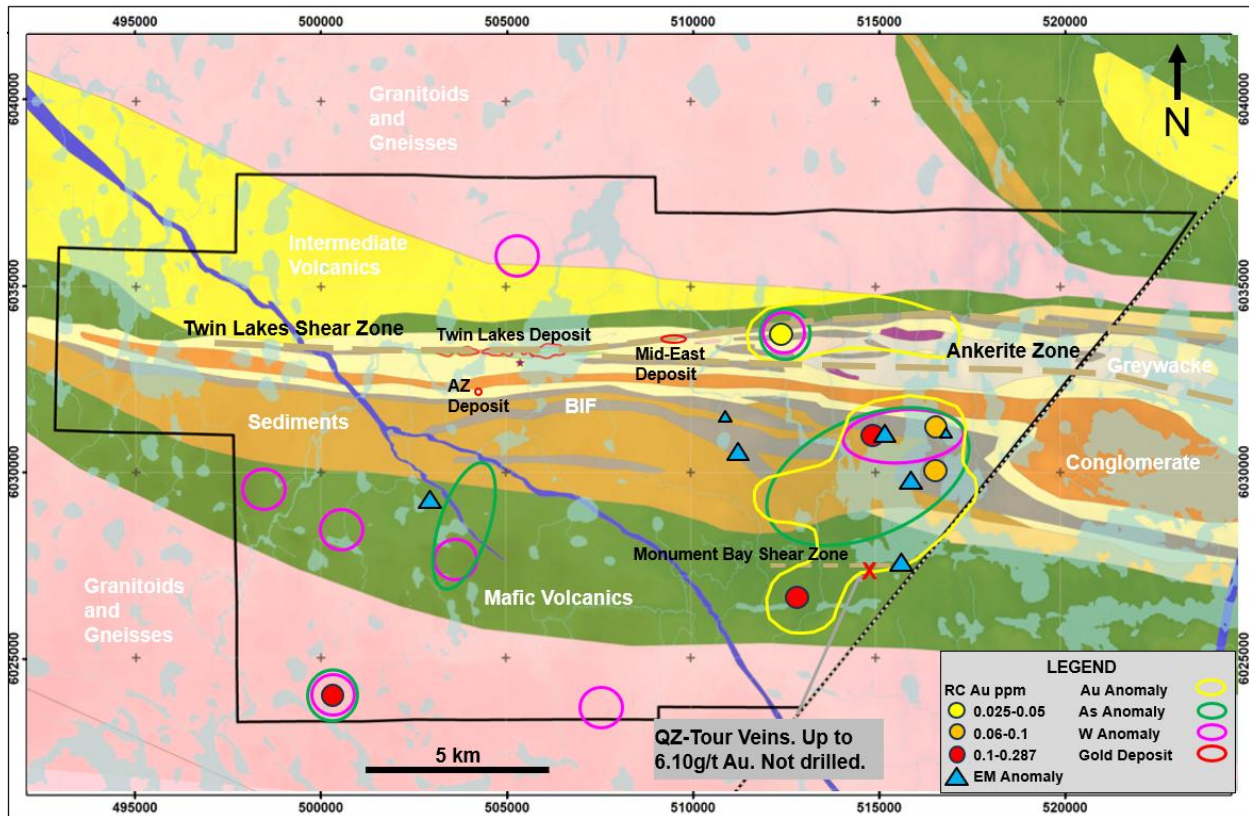 495000 500000 505000 510000 515000 520000
6040000
6040000
N
Granitoids
and
Gneisses
Intermediate
Volcanics
6035000
6035000
Twin Lakes Shear Zone
Twin Lakes Deposit
Mid-East
Deposit
Ankerite Zone
Greywacke
AZ
Deposit
BIF
Sediments
Conglomerate
6030000
6030000
Monument Bay Shear Zone
X
Mafic Volcanics
Granitoids
and
Gneisses
6025000
6025000
QZ-Tour Veins. Up to
6.10g/t Au. Not drilled.
5 km
LEGEND
RC Au ppm
0.025-0.05
0.06-0.1
0.1-0.287
EM Anomaly
Au Anomaly
As Anomaly
W Anomaly
Gold Deposit
495000 500000 505000 510000 515000 520000